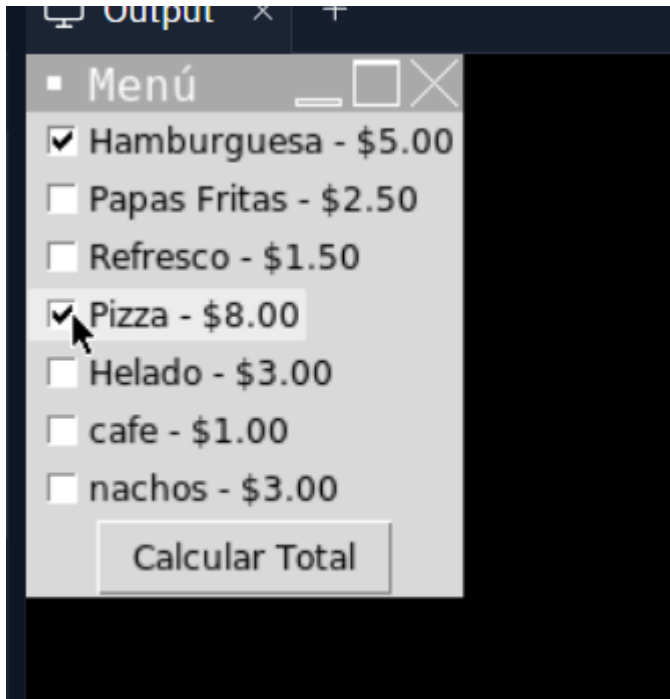 Output × +
Menú
Hamburguesa - $5.00
Papas Fritas - $2.50
Refresco - $1.50
Pizza - $8.00
Helado - $3.00
cafe - $1.00
nachos - $3.00
Calcular Total